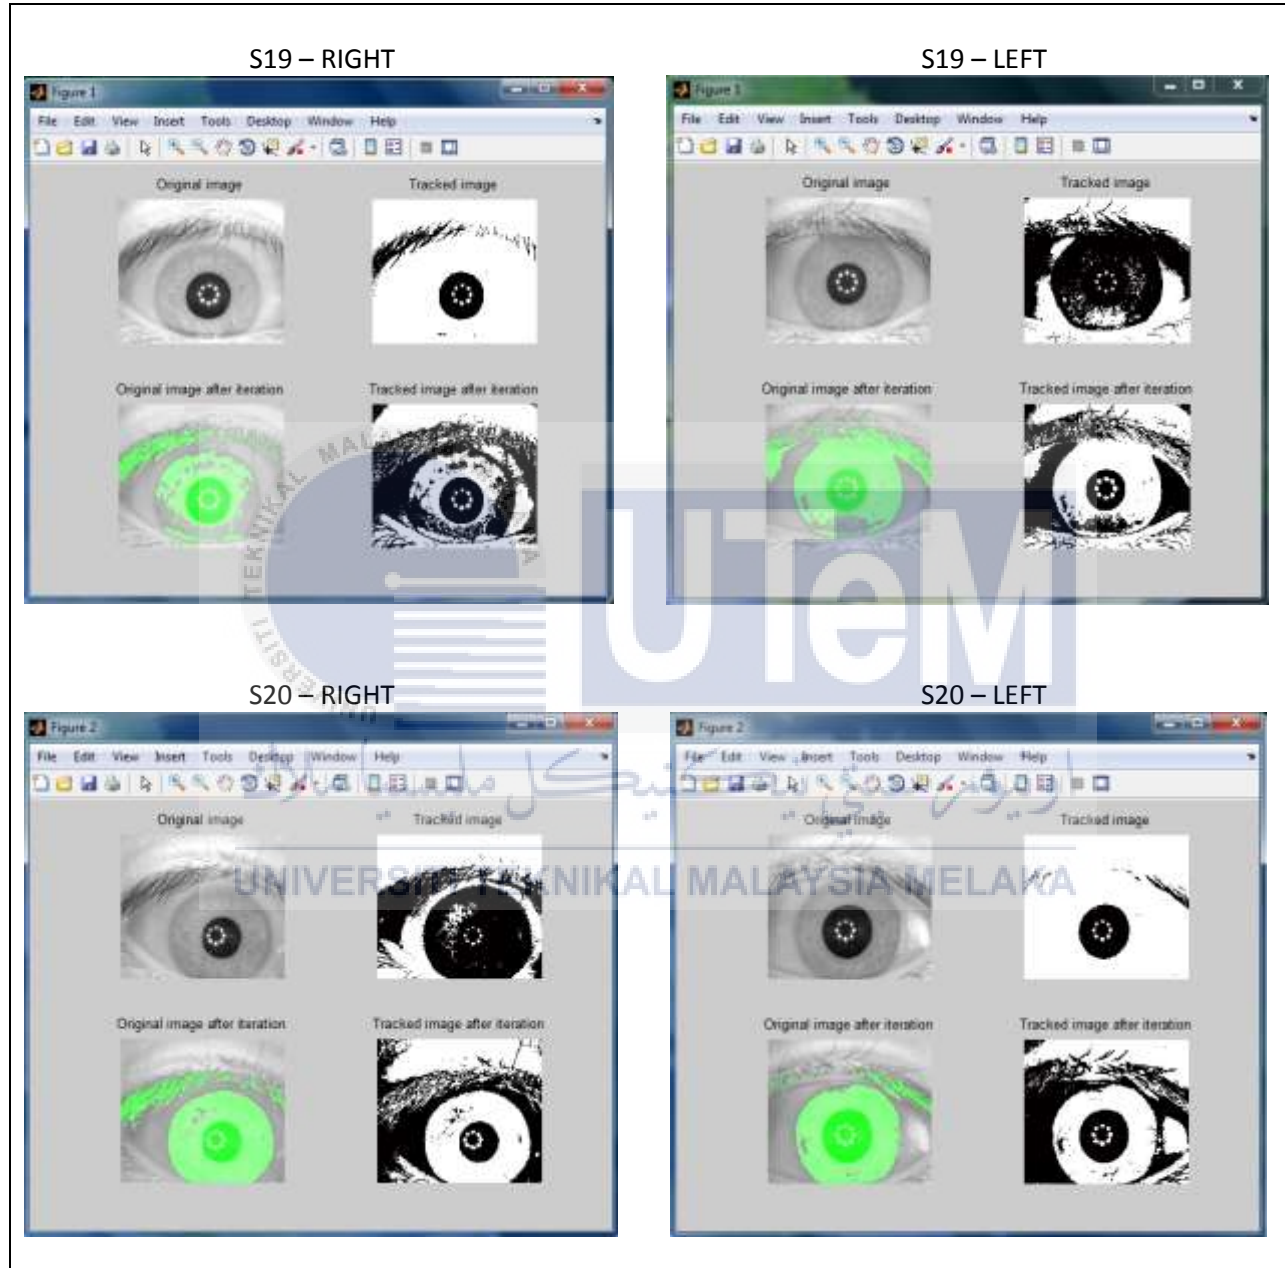 S19 – RIGHT
Figure 1
File Edit View Insert Tools Desktop Window Help
Original image
Tracked image
Original image after iteration
Tracked image after iteration
S19 – LEFT
Figure 1
File Edit View Insert Tools Desktop Window Help
Original image
Tracked image
Original image after iteration
Tracked image after iteration
UTeM
S20 – RIGHT
Figure 2
File Edit View Insert Tools Desktop Window Help
Original image
Tracked image
Original image after iteration
Tracked image after iteration
S20 – LEFT
Figure 2
File Edit View Insert Tools Desktop Window Help
Original image
Tracked image
Original image after iteration
Tracked image after iteration
اونيورسيتي تيكنيكل مليسيا ملاك
UNIVERSITI TEKNIKAL MALAYSIA MELAKA